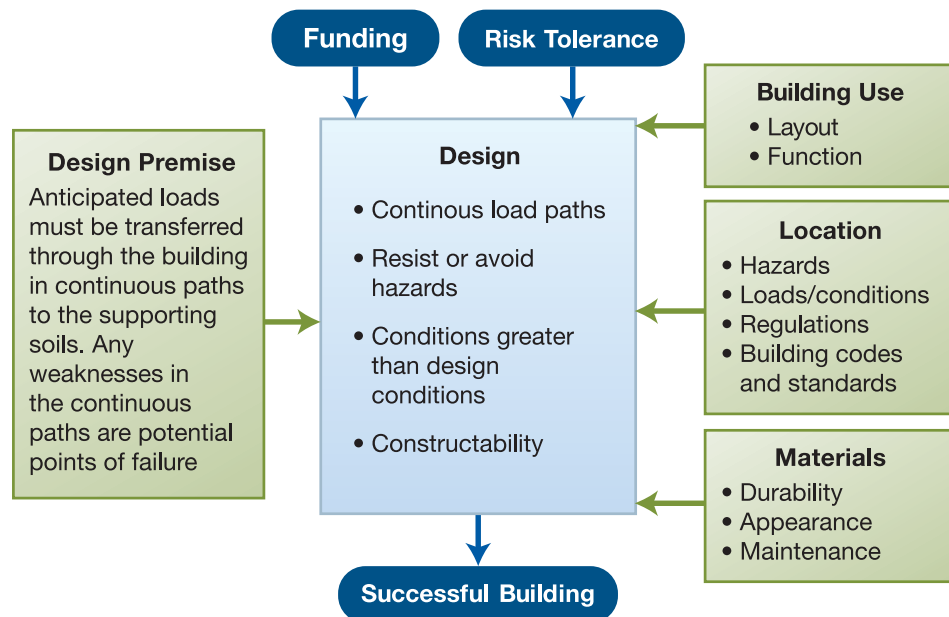 Funding
Risk Tolerance
Design Premise
Anticipated loads
must be transferred
through the building
in continuous paths
to the supporting
soils. Any
weaknesses in
the continuous
paths are potential
points of failure
Design
• Continous load paths
• Resist or avoid
hazards
• Conditions greater
than design
conditions
• Constructability
Building Use
• Layout
• Function
Location
• Hazards
• Loads/conditions
• Regulations
• Building codes
and standards
Materials
• Durability
• Appearance
• Maintenance
Successful Building